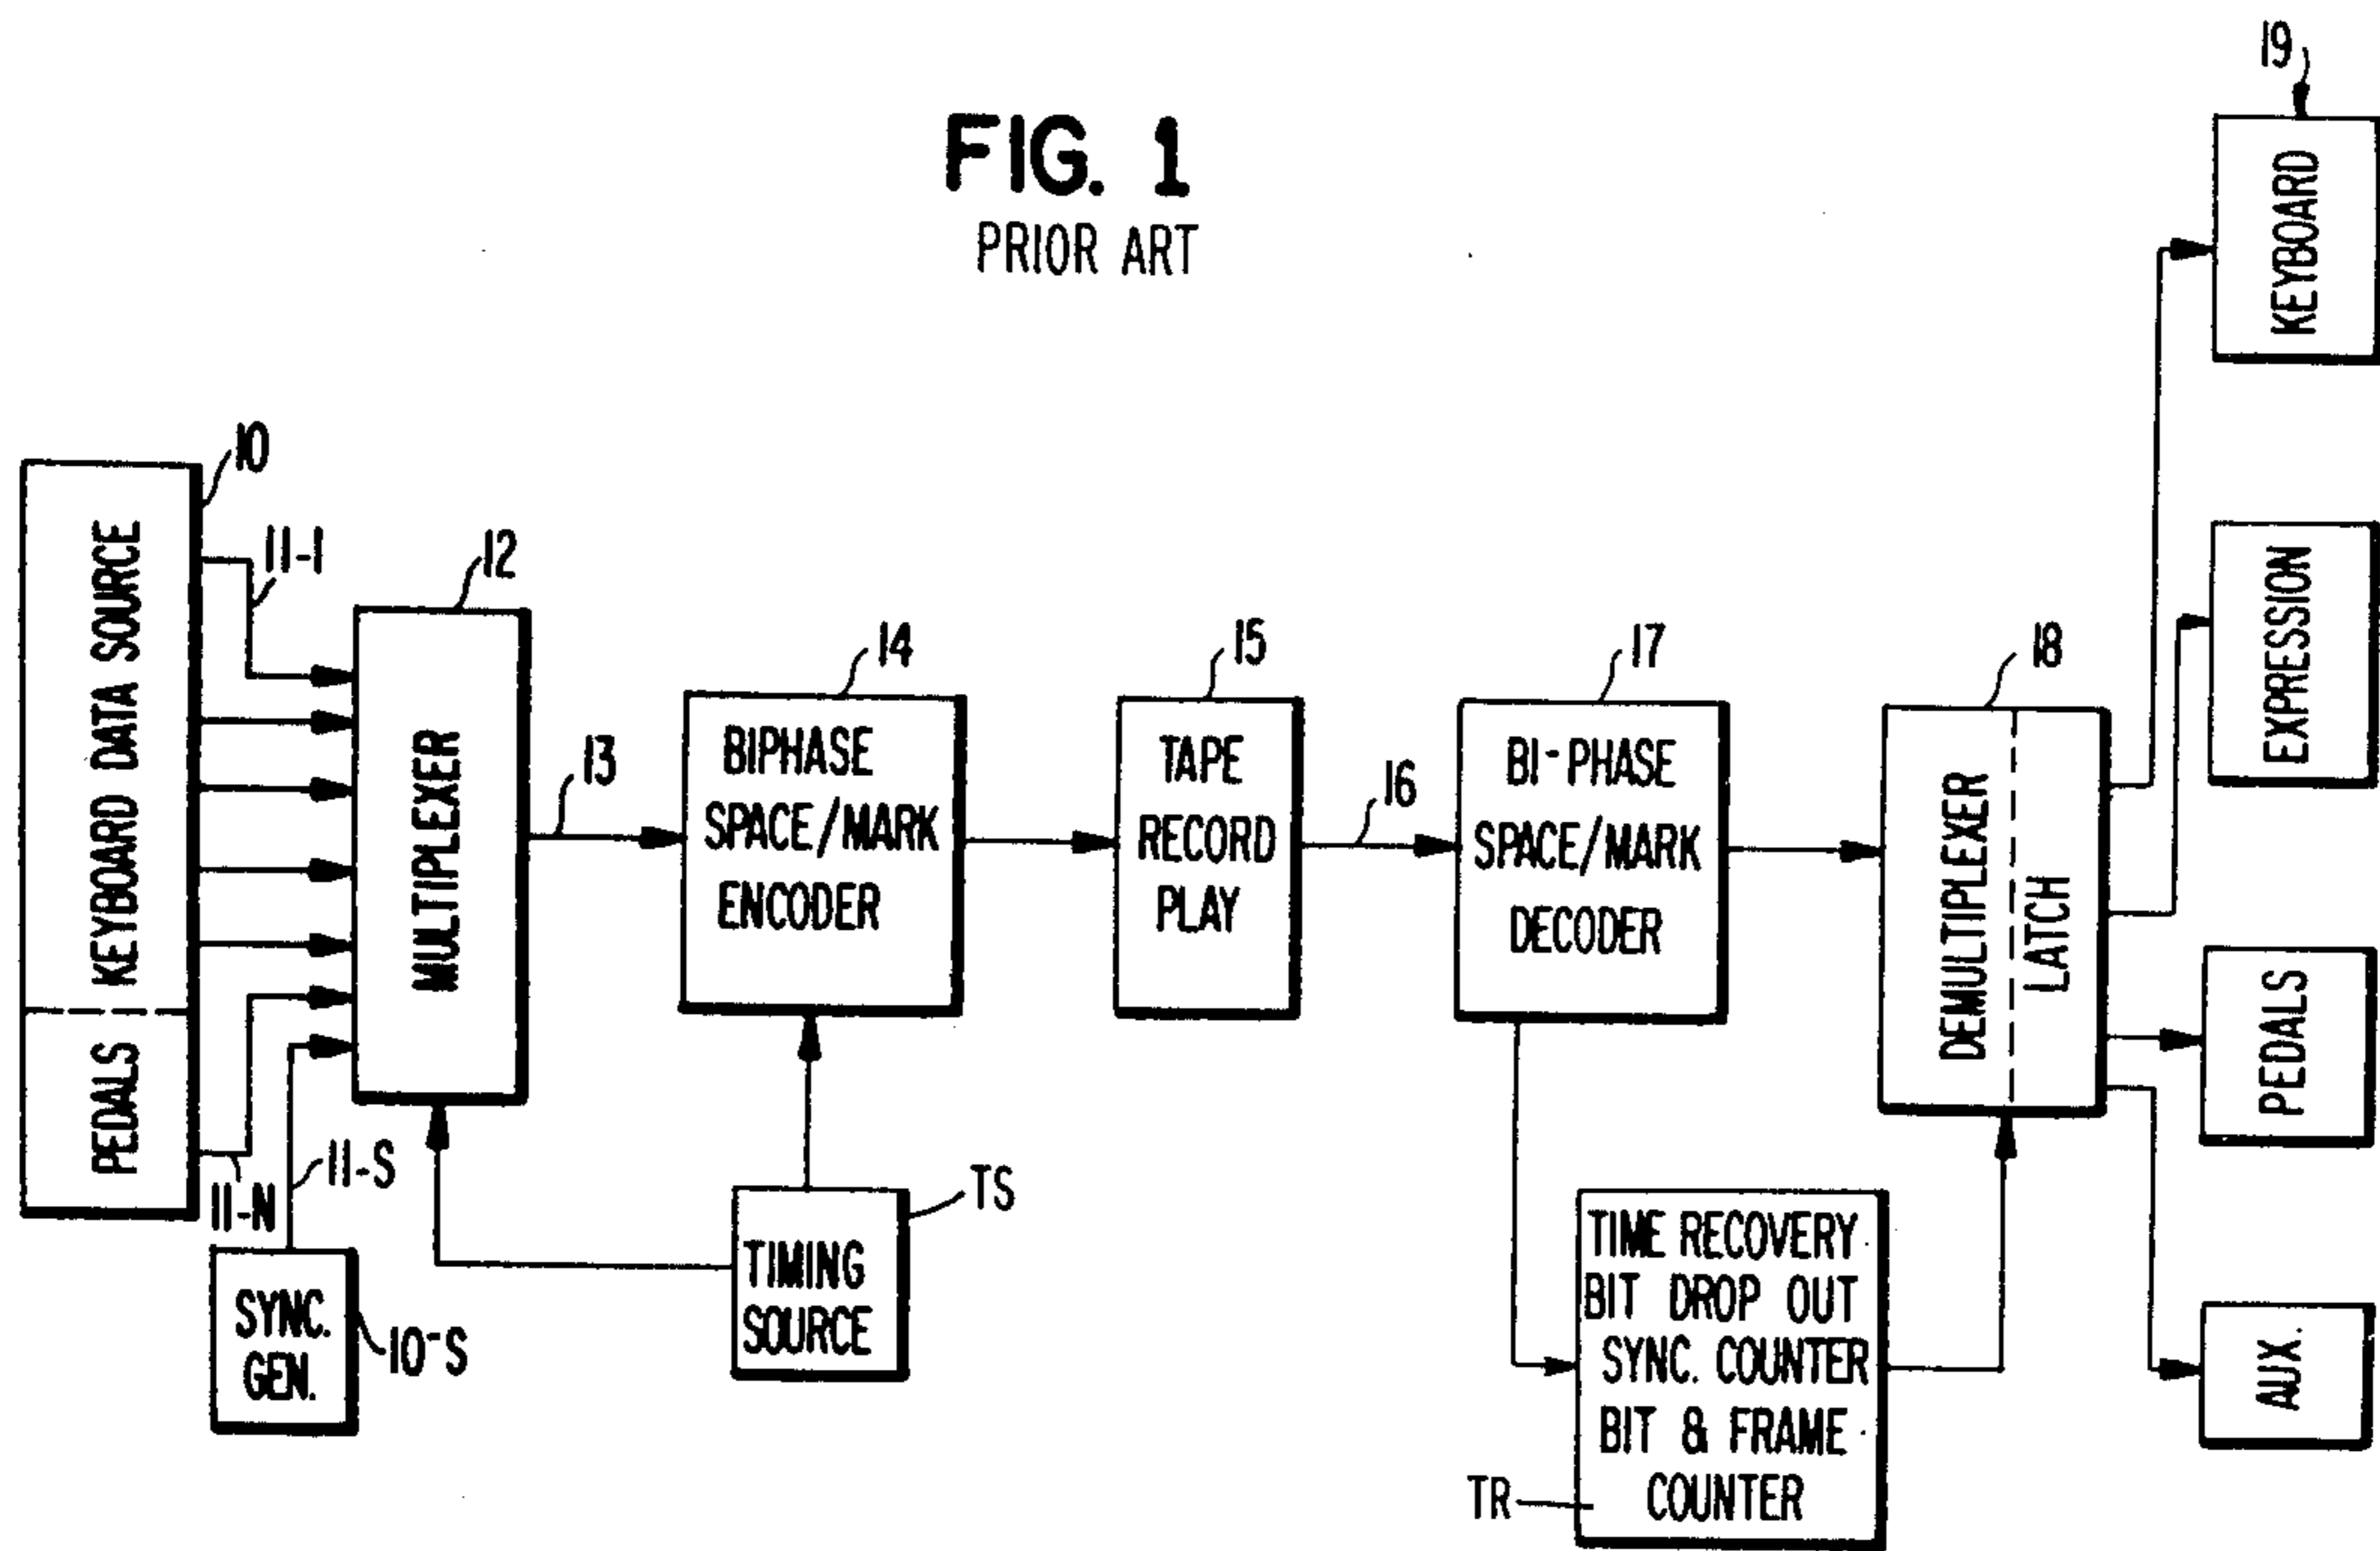 FIG. 1
PRIOR ART
10
KEYBOARD DATA SOURCE
PEDALS
11-1
11-N
11-S
SYNC.
GEN.
10-S
12
MULTIPLEXER
13
14
BIPHASE
SPACE/MARK
ENCODER
TS
TIMING
SOURCE
15
TAPE
RECORD
PLAY
16
17
BI-PHASE
SPACE/MARK
DECODER
TR
TIME RECOVERY
BIT DROP OUT
SYNC. COUNTER
BIT & FRAME
COUNTER
18
DEMULTIPLEXER
LATCH
19
KEYBOARD
EXPRESSION
PEDALS
AUX.